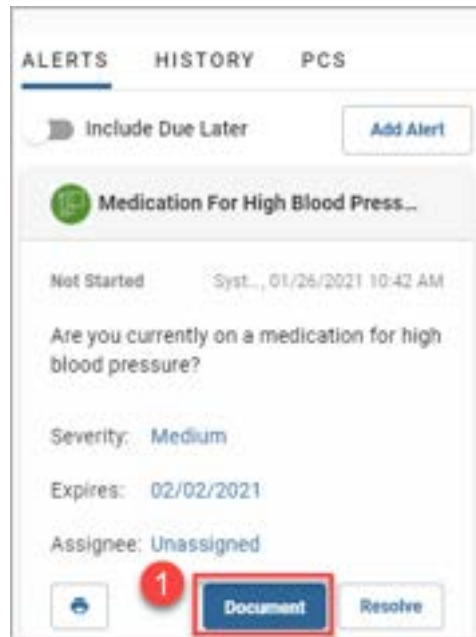 ALERTS HISTORY PCS
Include Due Later Add Alert
Medication For High Blood Press...
Not Started Syst..., 01/26/2021 10:42 AM
Are you currently on a medication for high
blood pressure?
Severity: Medium
Expires: 02/02/2021
Assignee: Unassigned
1
Document Resolve